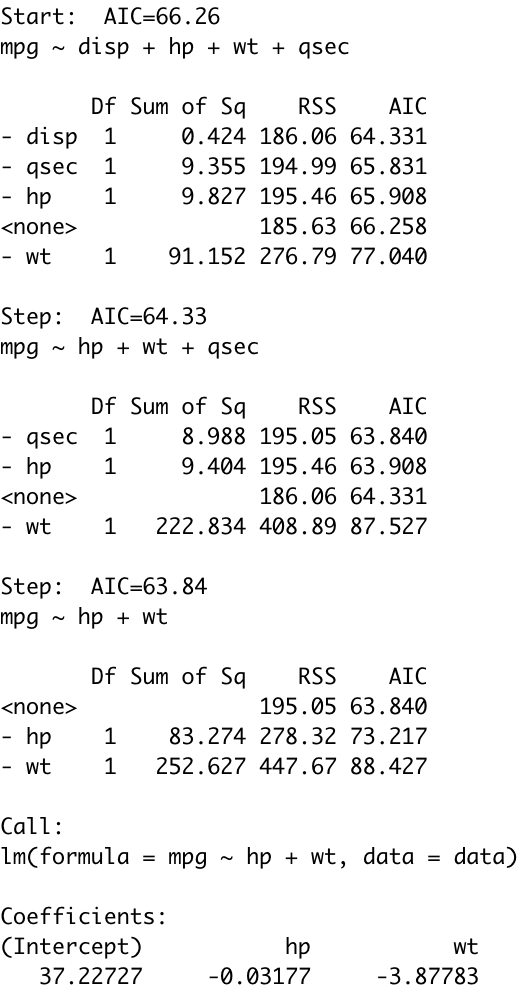 Start:  AIC=66.26
mpg ~ disp + hp + wt + qsec

       Df Sum of Sq    RSS    AIC
- disp  1     0.424 186.06 64.331
- qsec  1     9.355 194.99 65.831
- hp    1     9.827 195.46 65.908
<none>              185.63 66.258
- wt    1    91.152 276.79 77.040

Step:  AIC=64.33
mpg ~ hp + wt + qsec

       Df Sum of Sq    RSS    AIC
- qsec  1     8.988 195.05 63.840
- hp    1     9.404 195.46 63.908
<none>              186.06 64.331
- wt    1   222.834 408.89 87.527

Step:  AIC=63.84
mpg ~ hp + wt

       Df Sum of Sq    RSS    AIC
<none>              195.05 63.840
- hp    1    83.274 278.32 73.217
- wt    1   252.627 447.67 88.427

Call:
lm(formula = mpg ~ hp + wt, data = data)

Coefficients:
(Intercept)           hp           wt
   37.22727     -0.03177     -3.87783